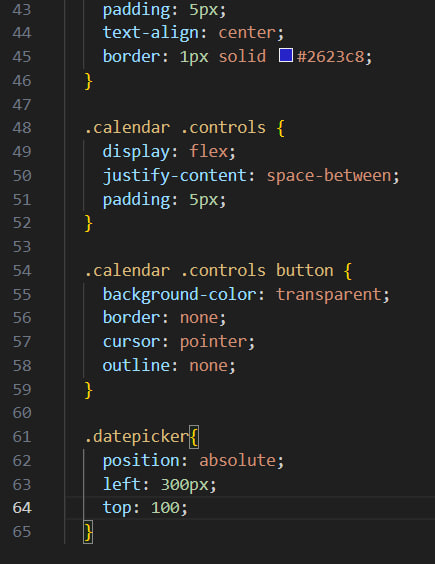 43 padding: 5px;
44 text-align: center;
45 border: 1px solid #2623c8;
46 }
47
48 .calendar .controls {
49 display: flex;
50 justify-content: space-between;
51 padding: 5px;
52 }
53
54 .calendar .controls button {
55 background-color: transparent;
56 border: none;
57 cursor: pointer;
58 outline: none;
59 }
60
61 .datepicker{
62 position: absolute;
63 left: 300px;
64 top: 100;
65 }